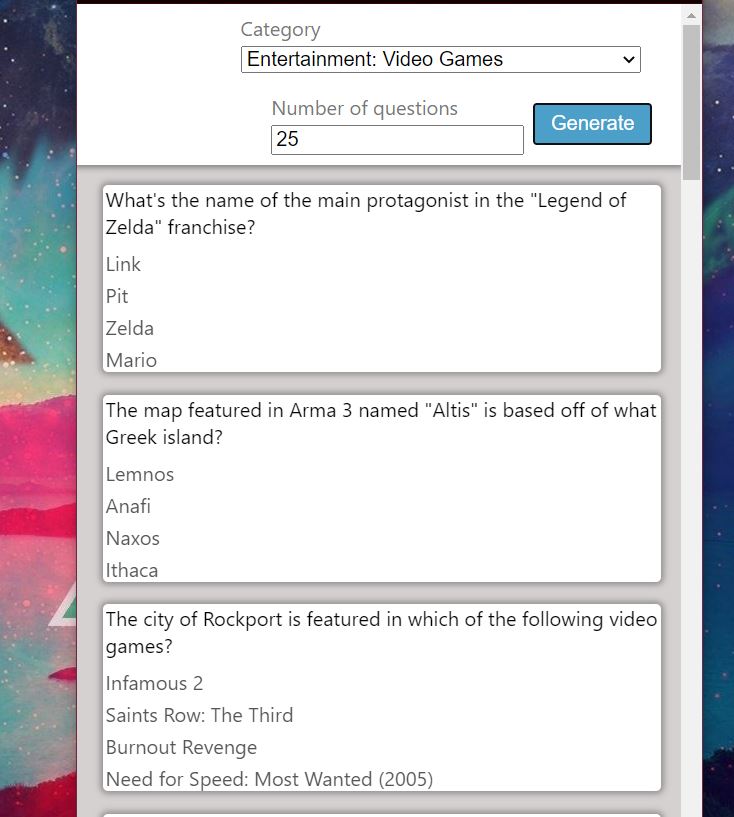 Category
Entertainment: Video Games
Number of questions
25
Generate
What's the name of the main protagonist in the "Legend of
Zelda" franchise?
Link
Pit
Zelda
Mario
The map featured in Arma 3 named "Altis" is based off of what
Greek island?
Lemnos
Anafi
Naxos
Ithaca
The city of Rockport is featured in which of the following video
games?
Infamous 2
Saints Row: The Third
Burnout Revenge
Need for Speed: Most Wanted (2005)